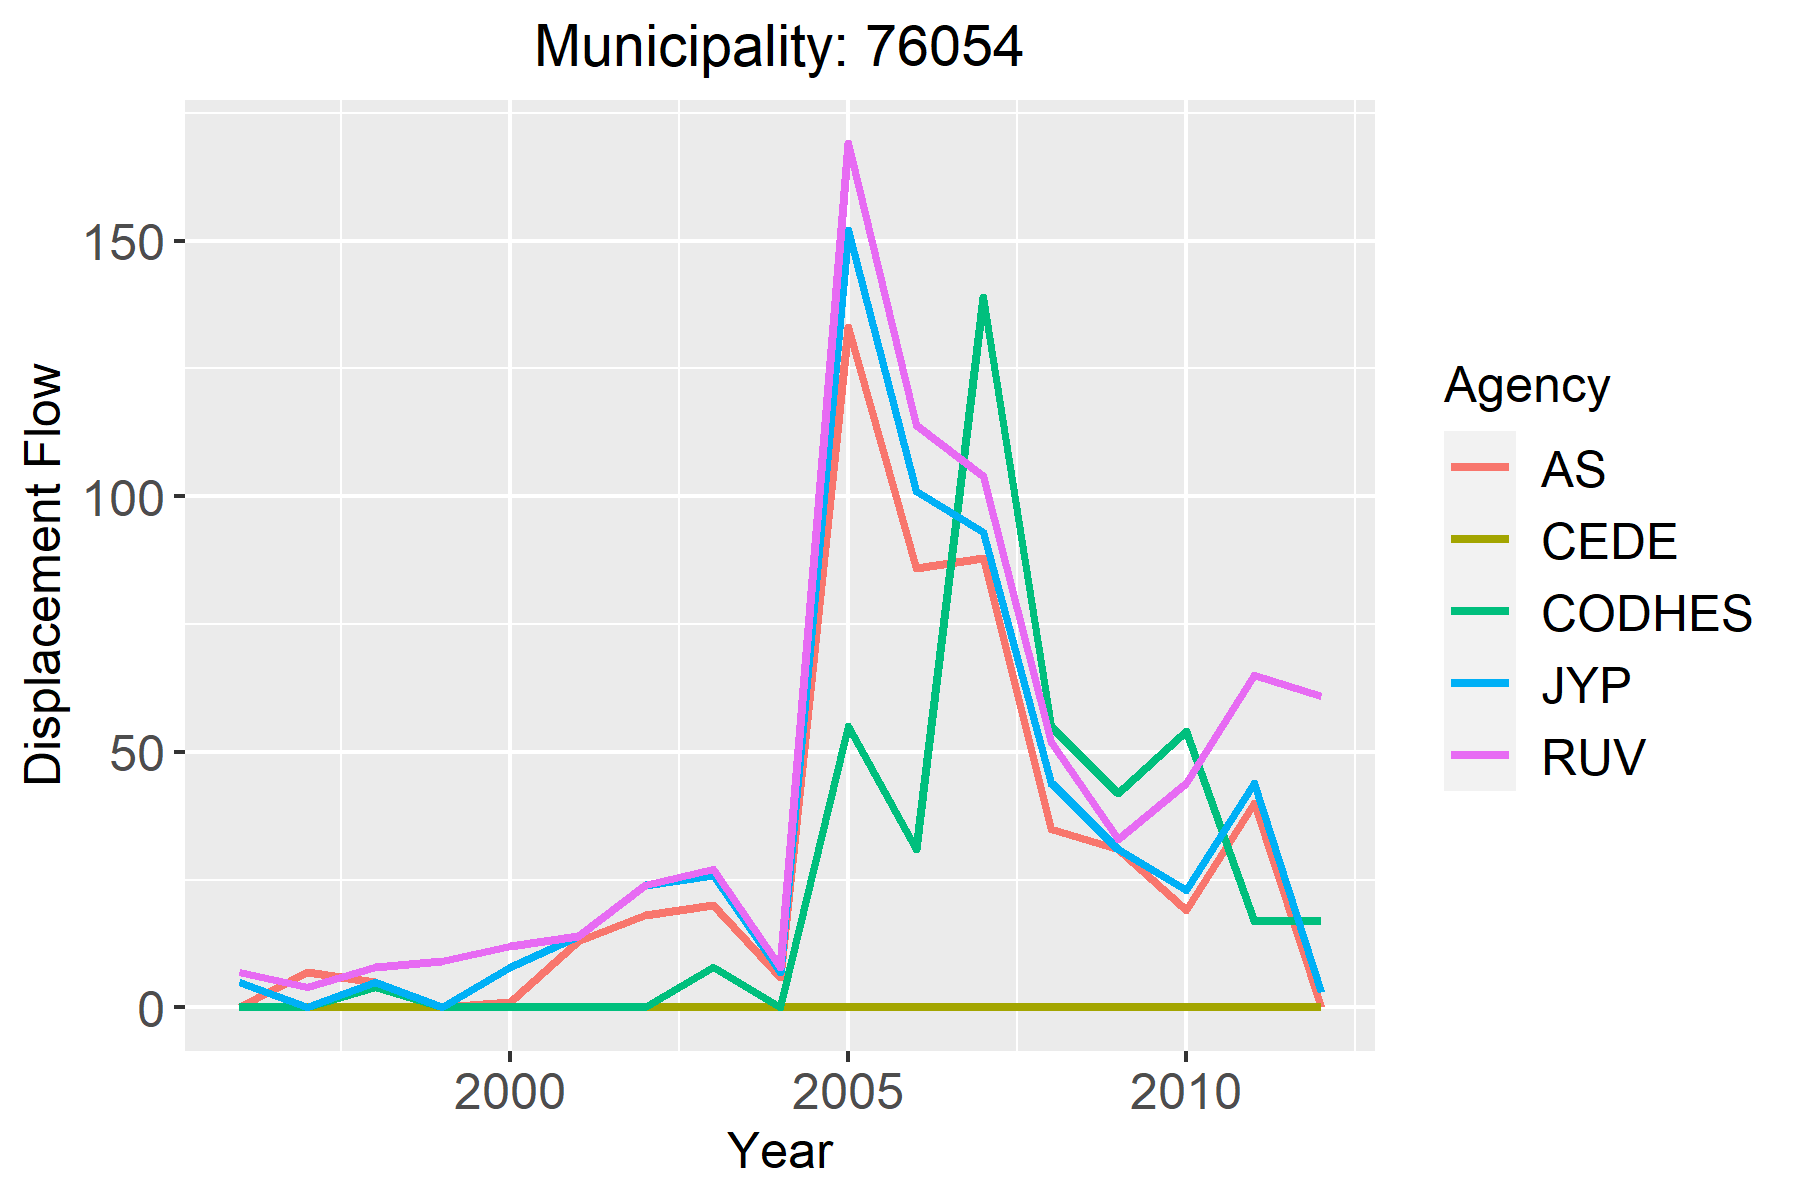 Municipality: 76054
Displacement Flow
150
100
50
0
2000 2005 2010
Year
Agency
AS
CEDE
CODHES
JYP
RUV